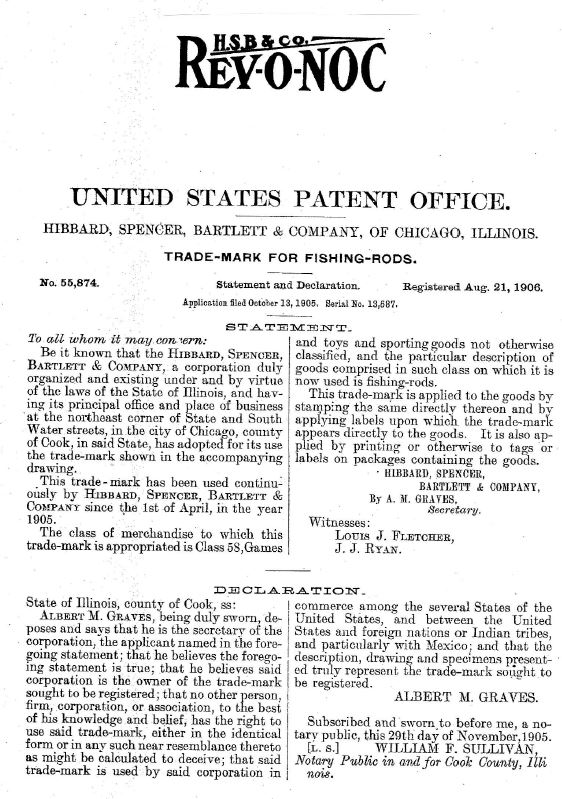 H.S.B & CO.
REV-O-NOC
UNITED STATES PATENT OFFICE.
HIBBARD, SPENCER, BARTLETT & COMPANY, OF CHICAGO, ILLINOIS.
TRADE-MARK FOR FISHING-RODS.
No. 55,874. Statement and Declaration. Registered Aug. 21, 1906.
Application filed October 13, 1905. Serial No. 13,587.
STATEMENT.
To all whom it may concern:
Be it known that the HIBBARD, SPENCER,
BARTLETT & COMPANY, a corporation duly
organized and existing under and by virtue
of the laws of the State of Illinois, and hav-
ing its principal office and place of business
at the northeast corner of State and South
Water streets, in the city of Chicago, county
of Cook, in said State, has adopted for its use
the trade-mark shown in the accompanying
drawing.
This trade-mark has been used continu-
ously by HIBBARD, SPENCER, BARTLETT &
COMPANY since the 1st of April, in the year
1905.
The class of merchandise to which this
trade-mark is appropriated is Class 58, Games
and toys and sporting goods not otherwise
classified, and the particular description of
goods comprised in such class on which it is
now used is fishing-rods.
This trade-mark is applied to the goods by
stamping the same directly thereon and by
applying labels upon which the trade-mark
appears directly to the goods. It is also ap-
plied by printing or otherwise to tags or
labels on packages containing the goods.
HIBBARD, SPENCER,
BARTLETT & COMPANY,
By A. M. GRAVES,
Secretary.
Witnesses:
LOUIS J. FLETCHER,
J. J. RYAN.
DECLARATION.
State of Illinois, county of Cook, ss:
ALBERT M. GRAVES, being duly sworn, de-
poses and says that he is the secretary of the
corporation, the applicant named in the fore-
going statement; that he believes the forego-
ing statement is true; that he believes said
corporation is the owner of the trade-mark
sought to be registered; that no other person,
firm, corporation, or association, to the best
of his knowledge and belief, has the right to
use said trade-mark, either in the identical
form or in any such near resemblance thereto
as might be calculated to deceive; that said
trade-mark is used by said corporation in
commerce among the several States of the
United States, and between the United
States and foreign nations or Indian tribes,
and particularly with Mexico; and that the
description, drawing and specimens present-
ed truly represent the trade-mark sought to
be registered.
ALBERT M. GRAVES.
Subscribed and sworn to before me, a no-
tary public, this 29th day of November, 1905.
[L. S.] WILLIAM F. SULLIVAN,
Notary Public in and for Cook County, Illi
nois.